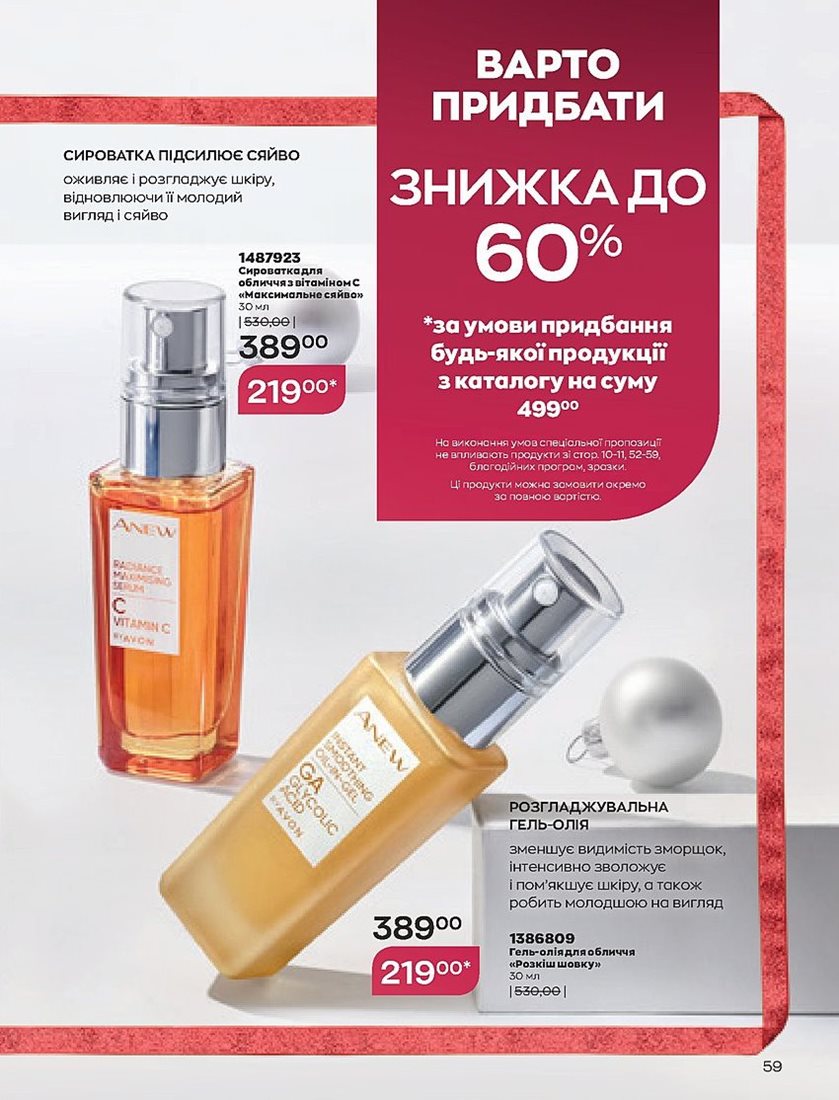 ВАРТО
ПРИДБАТИ
ЗНИЖКА ДО
60%
*за умови придбання
будь-якої продукції
з каталогу на суму
499⁰⁰
На виконання умов спеціальної пропозиції
не впливають продукти зі стор. 10-11, 52-59,
благодійних програм, зразки.
Ці продукти можна замовити окремо
за повною вартістю.
СИРОВАТКА ПІДСИЛЮЄ СЯЙВО
оживляє і розгладжує шкіру,
відновлюючи її молодий
вигляд і сяйво
1487923
Сироватка для
обличчя з вітаміном С
«Максимальне сяйво»
30 мл
|530,00|
389⁰⁰
219⁰⁰*
ANEW
RADIANCE
MAXIMISING
SERUM
C
VITAMIN C
BY AVON
ANEW
INSTANT
SMOOTHING
OIL-IN-GEL
GA
GLYCOLIC
ACID
BY AVON
РОЗГЛАДЖУВАЛЬНА
ГЕЛЬ-ОЛІЯ
зменшує видимість зморщок,
інтенсивно зволожує
і пом'якшує шкіру, а також
робить молодшою на вигляд
389⁰⁰
219⁰⁰*
1386809
Гель-олія для обличчя
«Розкіш шовку»
30 мл
|530,00|
59